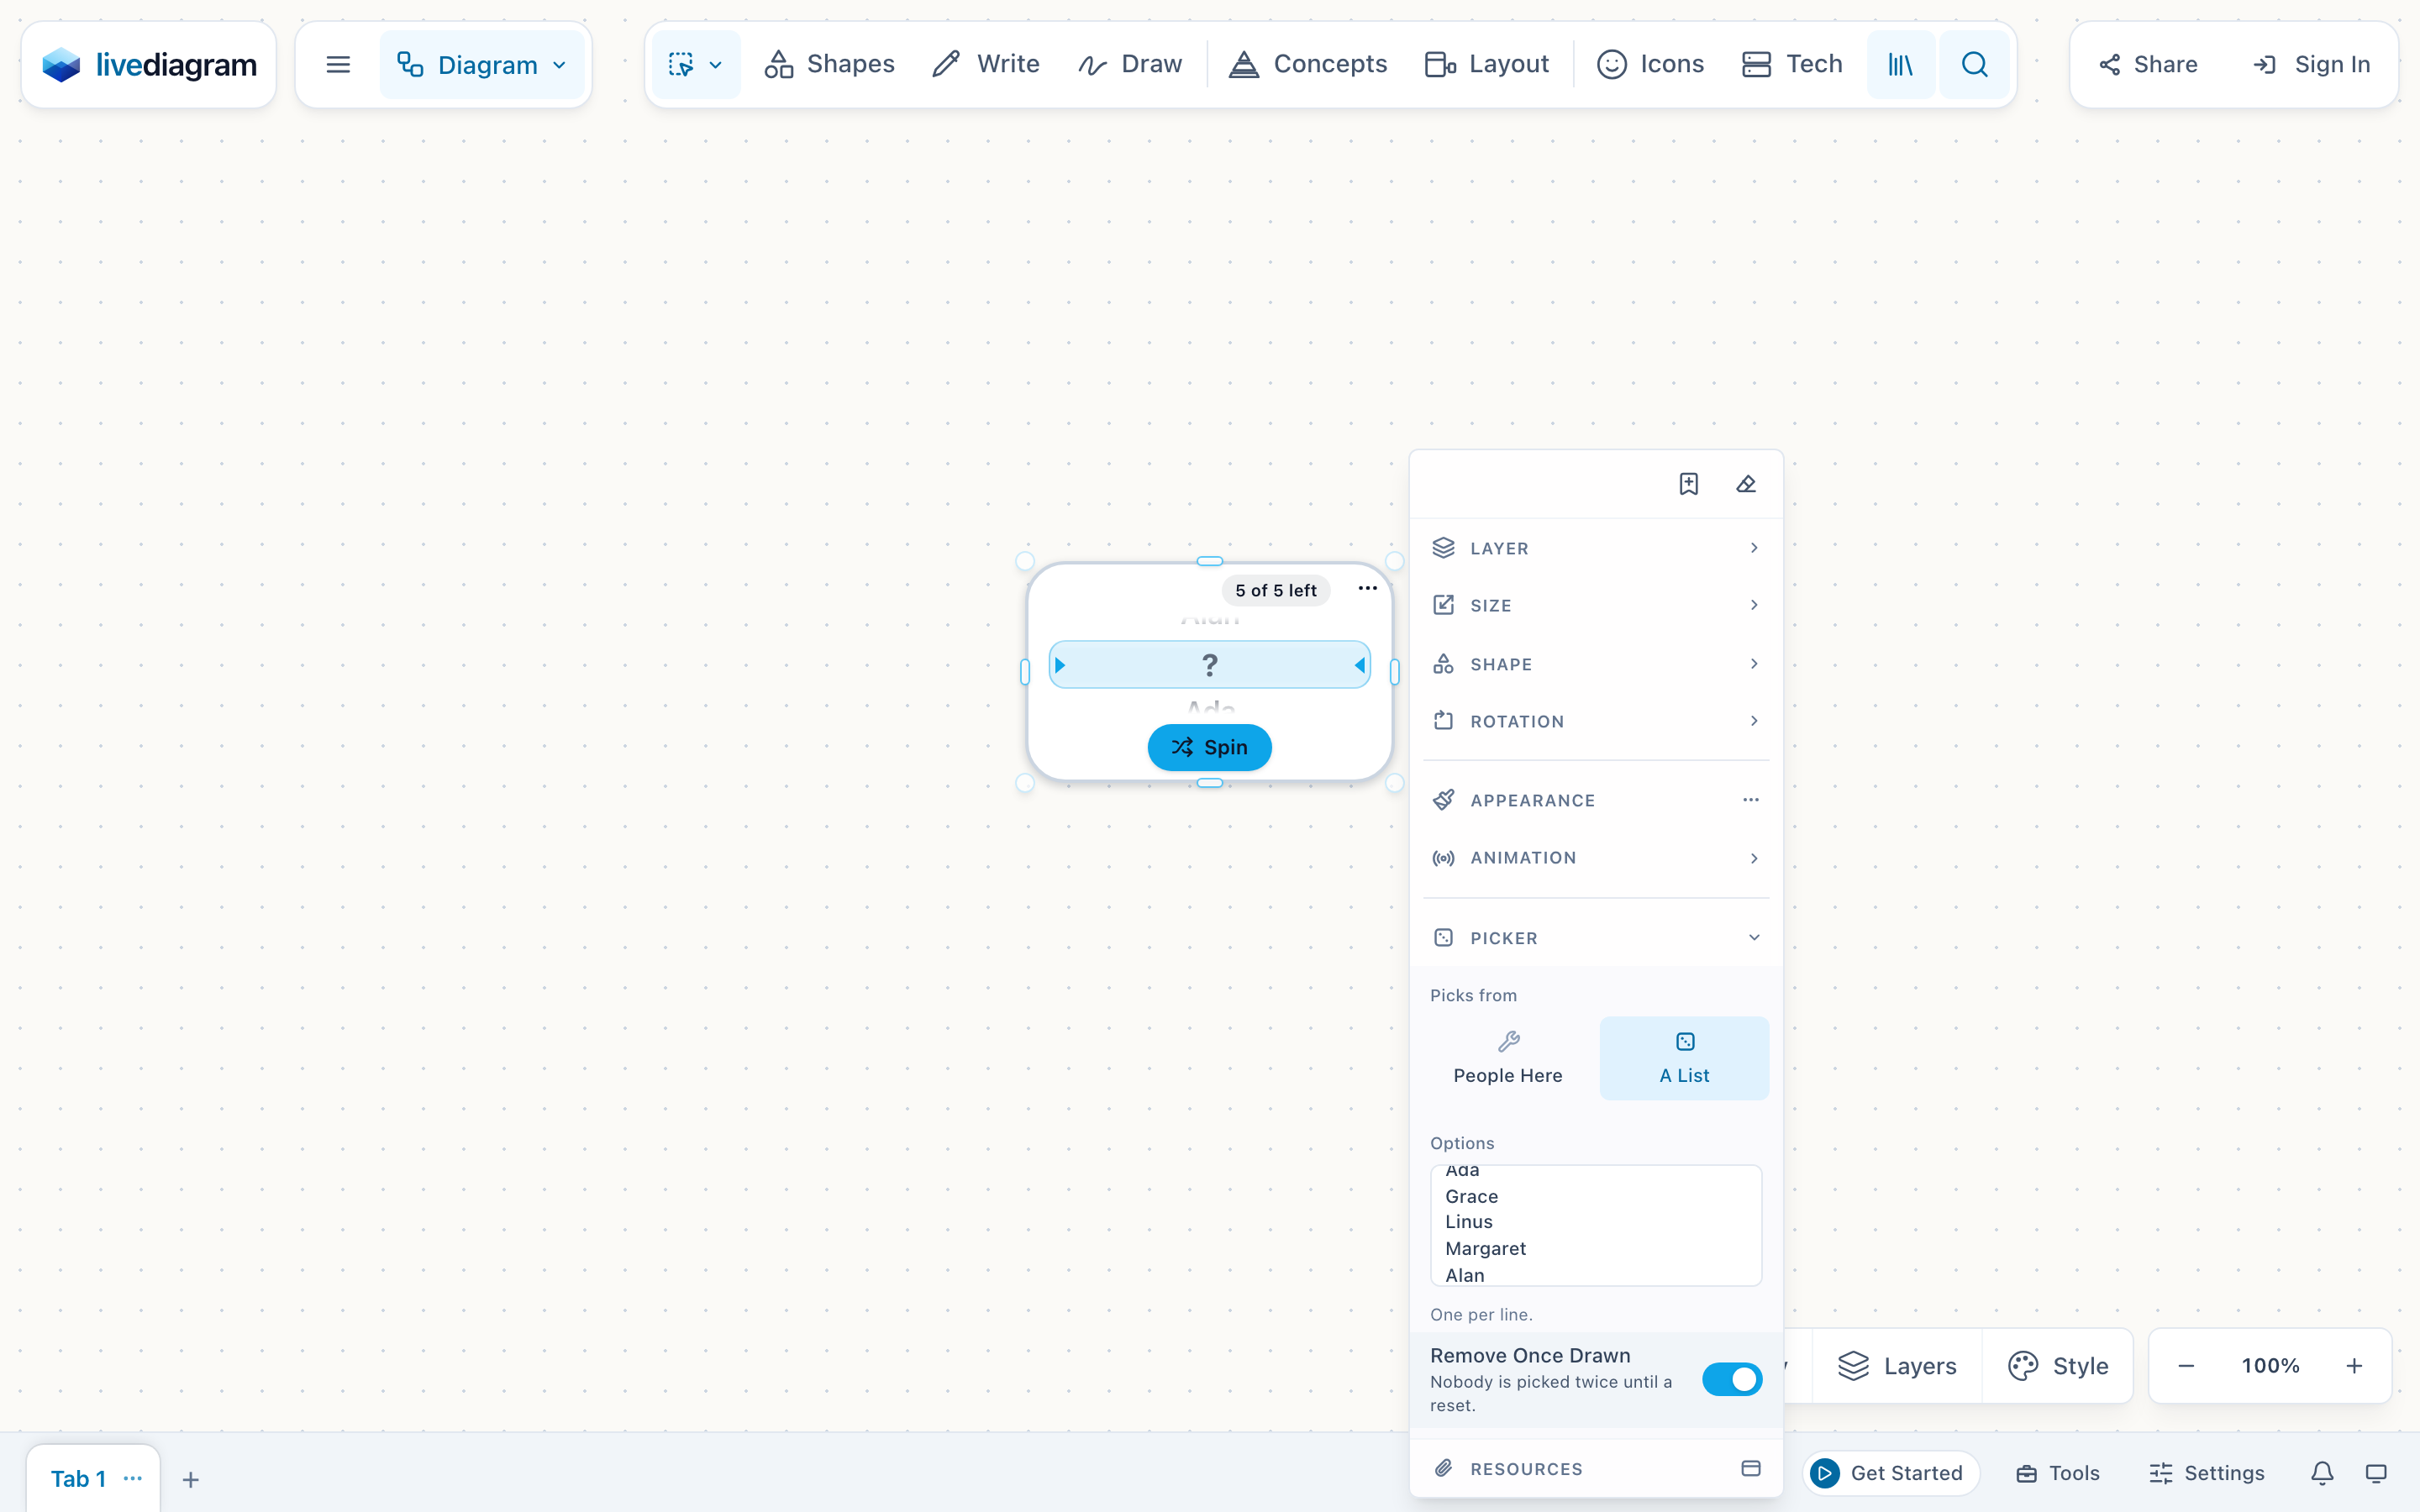 livediagram
Diagram
Shapes
Write
Draw
Concepts
Layout
Icons
Tech
Share
Sign In
5 of 5 left
Alan
?
Ada
Spin
LAYER
SIZE
SHAPE
ROTATION
APPEARANCE
ANIMATION
PICKER
Picks from
People Here
A List
Options
Ada
Grace
Linus
Margaret
Alan
One per line.
Remove Once Drawn
Nobody is picked twice until a
reset.
RESOURCES
Layers
Style
100%
Tab 1
Get Started
Tools
Settings